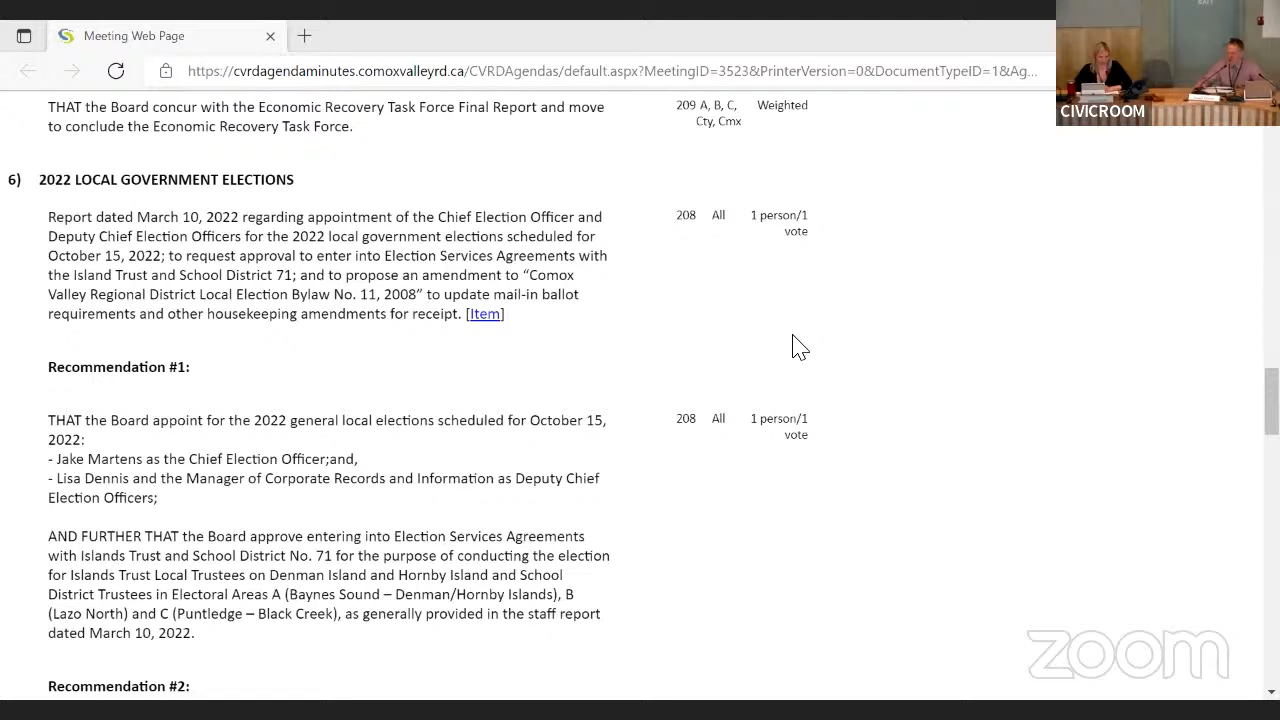 Meeting Web Page
https://cvrdagendaminutes.comoxvalleyrd.ca/CVRDAgendas/default.aspx?MeetingID=3523&PrinterVersion=0&DocumentTypeID=1&Ag...
CIVICROOM
THAT the Board concur with the Economic Recovery Task Force Final Report and move
to conclude the Economic Recovery Task Force.
209 A, B, C, Weighted
Cty, Cmx
6) 2022 LOCAL GOVERNMENT ELECTIONS
Report dated March 10, 2022 regarding appointment of the Chief Election Officer and
Deputy Chief Election Officers for the 2022 local government elections scheduled for
October 15, 2022; to request approval to enter into Election Services Agreements with
the Island Trust and School District 71; and to propose an amendment to “Comox
Valley Regional District Local Election Bylaw No. 11, 2008” to update mail-in ballot
requirements and other housekeeping amendments for receipt. [Item]
208 All 1 person/1
vote
Recommendation #1:
THAT the Board appoint for the 2022 general local elections scheduled for October 15,
2022:
- Jake Martens as the Chief Election Officer;and,
- Lisa Dennis and the Manager of Corporate Records and Information as Deputy Chief
Election Officers;
208 All 1 person/1
vote
AND FURTHER THAT the Board approve entering into Election Services Agreements
with Islands Trust and School District No. 71 for the purpose of conducting the election
for Islands Trust Local Trustees on Denman Island and Hornby Island and School
District Trustees in Electoral Areas A (Baynes Sound – Denman/Hornby Islands), B
(Lazo North) and C (Puntledge – Black Creek), as generally provided in the staff report
dated March 10, 2022.
Recommendation #2:
zoom